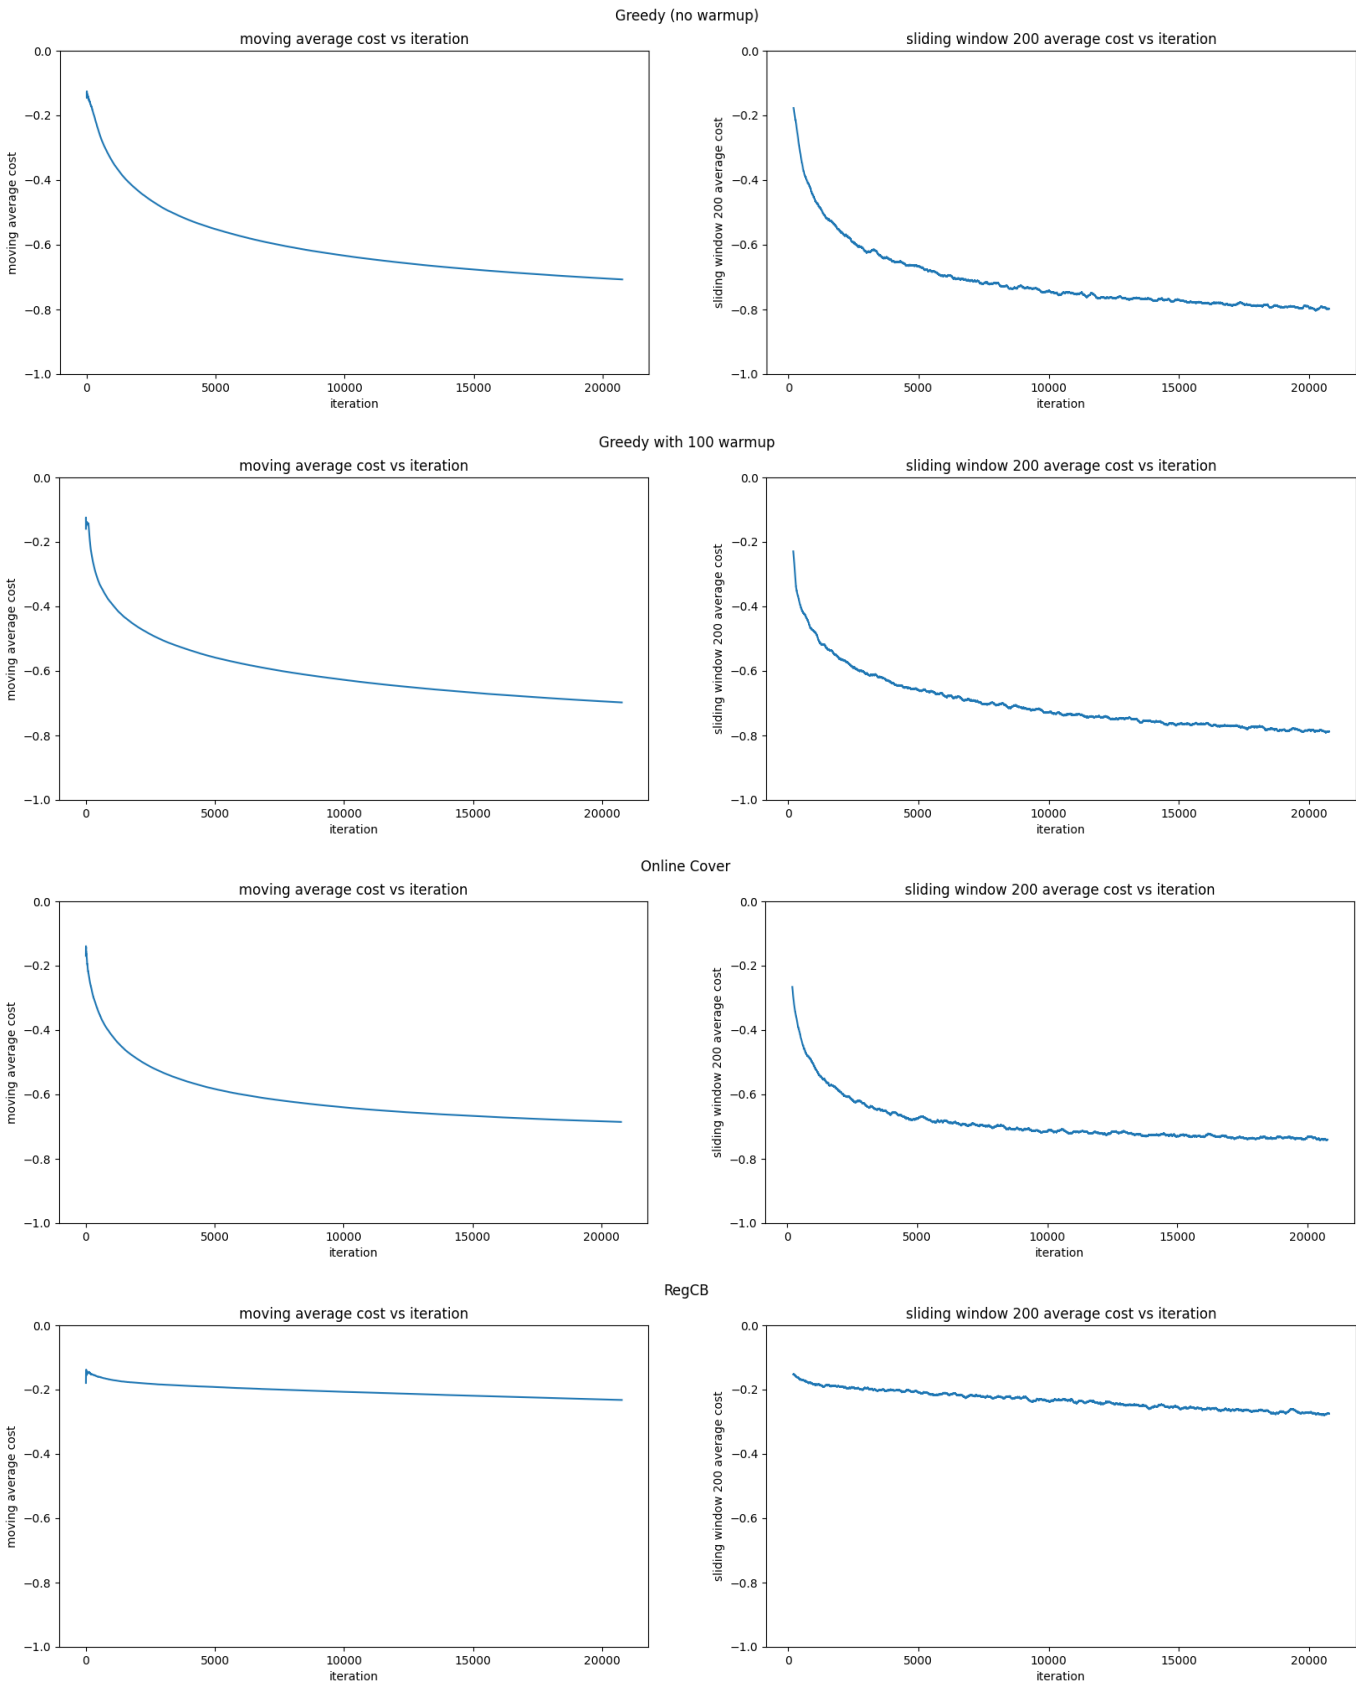 Greedy (no warmup)
moving average cost vs iteration
sliding window 200 average cost vs iteration
moving average cost
0.0
−0.2
−0.4
−0.6
−0.8
−1.0
0 5000 10000 15000 20000
iteration
sliding window 200 average cost
0.0
−0.2
−0.4
−0.6
−0.8
−1.0
0 5000 10000 15000 20000
iteration
Greedy with 100 warmup
moving average cost vs iteration
sliding window 200 average cost vs iteration
moving average cost
0.0
−0.2
−0.4
−0.6
−0.8
−1.0
0 5000 10000 15000 20000
iteration
sliding window 200 average cost
0.0
−0.2
−0.4
−0.6
−0.8
−1.0
0 5000 10000 15000 20000
iteration
Online Cover
moving average cost vs iteration
sliding window 200 average cost vs iteration
moving average cost
0.0
−0.2
−0.4
−0.6
−0.8
−1.0
0 5000 10000 15000 20000
iteration
sliding window 200 average cost
0.0
−0.2
−0.4
−0.6
−0.8
−1.0
0 5000 10000 15000 20000
iteration
RegCB
moving average cost vs iteration
sliding window 200 average cost vs iteration
moving average cost
0.0
−0.2
−0.4
−0.6
−0.8
−1.0
0 5000 10000 15000 20000
iteration
sliding window 200 average cost
0.0
−0.2
−0.4
−0.6
−0.8
−1.0
0 5000 10000 15000 20000
iteration